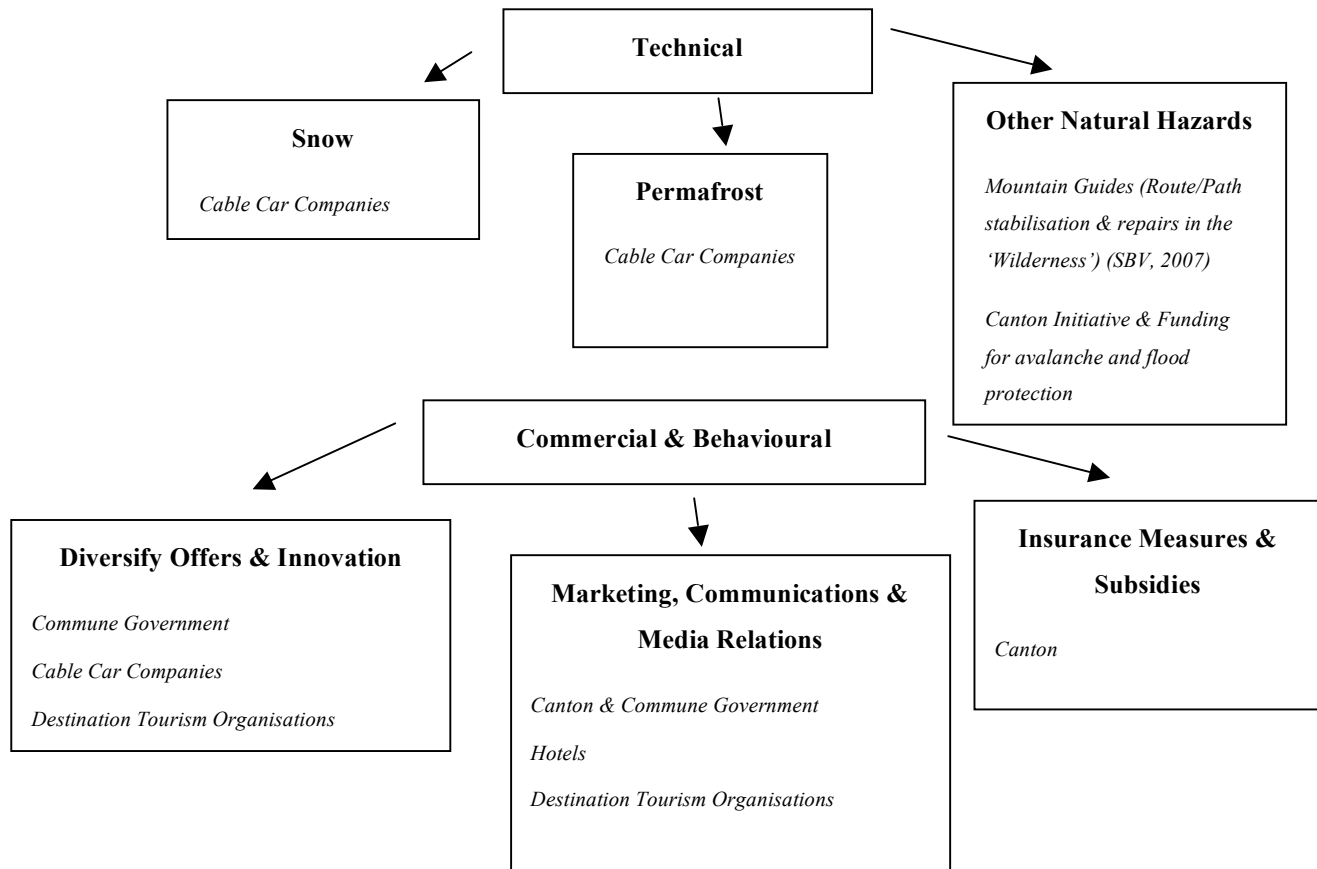 Technical
Snow
Cable Car Companies
Permafrost
Cable Car Companies
Other Natural Hazards
Mountain Guides (Route/Path
stabilisation & repairs in the
‘Wilderness’) (SBV, 2007)
Canton Initiative & Funding
for avalanche and flood
protection
Commercial & Behavioural
Diversify Offers & Innovation
Commune Government
Cable Car Companies
Destination Tourism Organisations
Marketing, Communications &
Media Relations
Canton & Commune Government
Hotels
Destination Tourism Organisations
Insurance Measures &
Subsidies
Canton